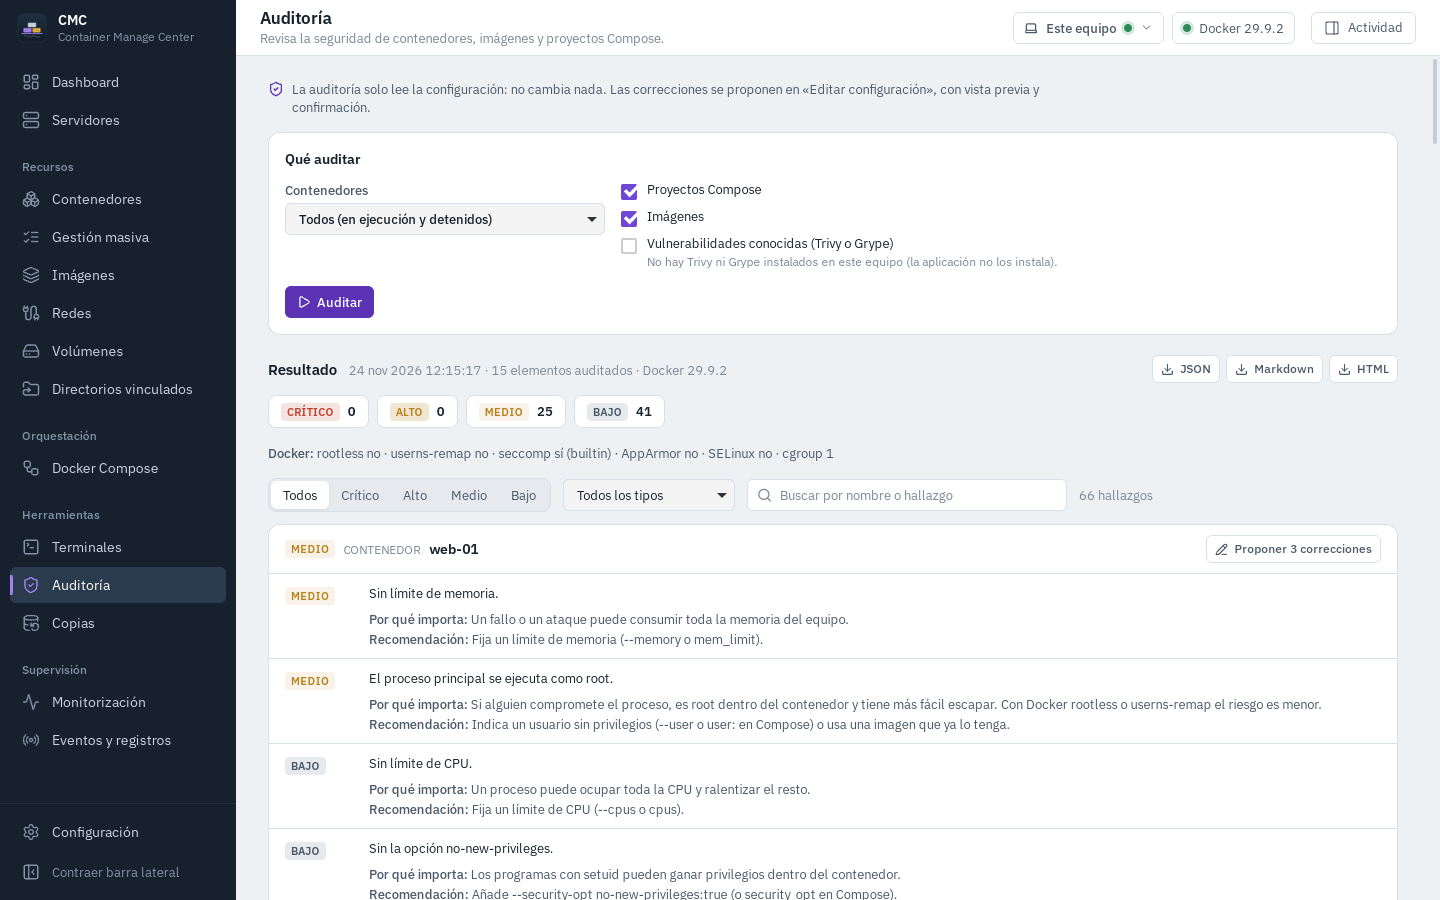 CMC
Container Manage Center
Dashboard
Servidores
Recursos
Contenedores
Gestión masiva
Imágenes
Redes
Volúmenes
Directorios vinculados
Orquestación
Docker Compose
Herramientas
Terminales
Auditoría
Copias
Supervisión
Monitorización
Eventos y registros
Configuración
Contraer barra lateral
Auditoría
Revisa la seguridad de contenedores, imágenes y proyectos Compose.
Este equipo
Docker 29.9.2
Actividad
La auditoría solo lee la configuración: no cambia nada. Las correcciones se proponen en «Editar configuración», con vista previa y
confirmación.
Qué auditar
Contenedores
Todos (en ejecución y detenidos)
Proyectos Compose
Imágenes
Vulnerabilidades conocidas (Trivy o Grype)
No hay Trivy ni Grype instalados en este equipo (la aplicación no los instala).
Auditar
Resultado 24 nov 2026 12:15:17 · 15 elementos auditados · Docker 29.9.2
JSON
Markdown
HTML
CRÍTICO 0
ALTO 0
MEDIO 25
BAJO 41
Docker: rootless no · userns-remap no · seccomp sí (builtin) · AppArmor no · SELinux no · cgroup 1
Todos Crítico Alto Medio Bajo
Todos los tipos
Buscar por nombre o hallazgo
66 hallazgos
MEDIO CONTENEDOR web-01
Proponer 3 correcciones
MEDIO Sin límite de memoria.
Por qué importa: Un fallo o un ataque puede consumir toda la memoria del equipo.
Recomendación: Fija un límite de memoria (--memory o mem_limit).
MEDIO El proceso principal se ejecuta como root.
Por qué importa: Si alguien compromete el proceso, es root dentro del contenedor y tiene más fácil escapar. Con Docker rootless o userns-remap el riesgo es menor.
Recomendación: Indica un usuario sin privilegios (--user o user: en Compose) o usa una imagen que ya lo tenga.
BAJO Sin límite de CPU.
Por qué importa: Un proceso puede ocupar toda la CPU y ralentizar el resto.
Recomendación: Fija un límite de CPU (--cpus o cpus).
BAJO Sin la opción no-new-privileges.
Por qué importa: Los programas con setuid pueden ganar privilegios dentro del contenedor.
Recomendación: Añade --security-opt no-new-privileges:true (o security_opt en Compose).